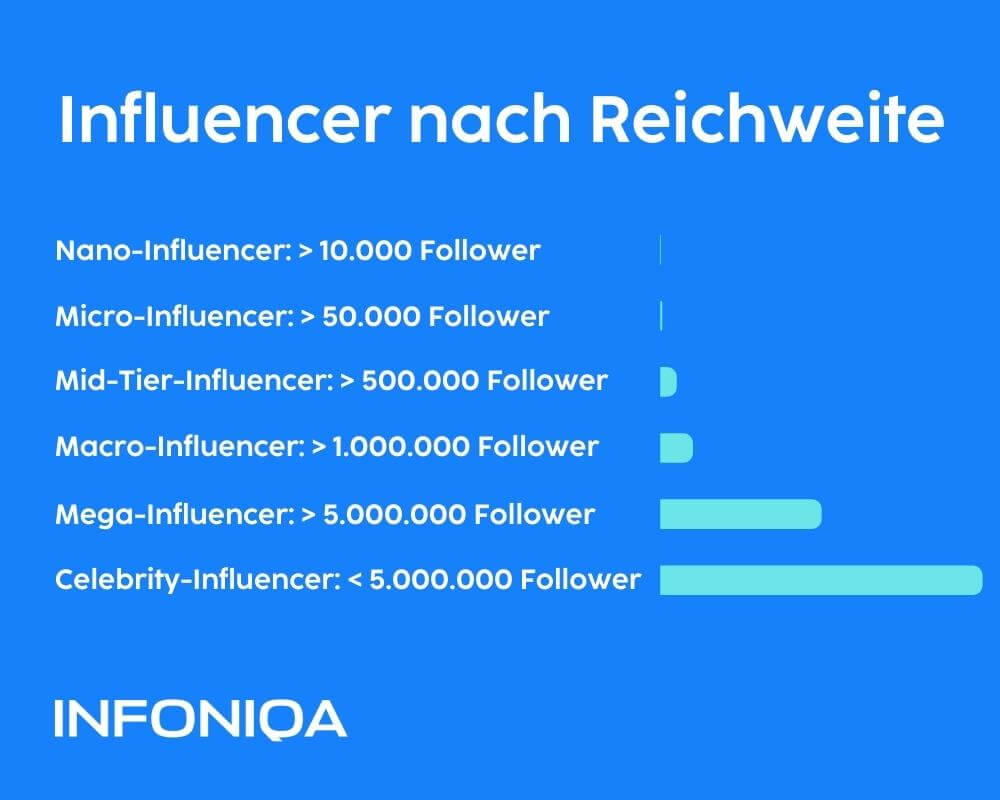 Influencer nach Reichweite
Nano-Influencer: > 10.000 Follower
Micro-Influencer: > 50.000 Follower
Mid-Tier-Influencer: > 500.000 Follower
Macro-Influencer: > 1.000.000 Follower
Mega-Influencer: > 5.000.000 Follower
Celebrity-Influencer: < 5.000.000 Follower
INFONIQA